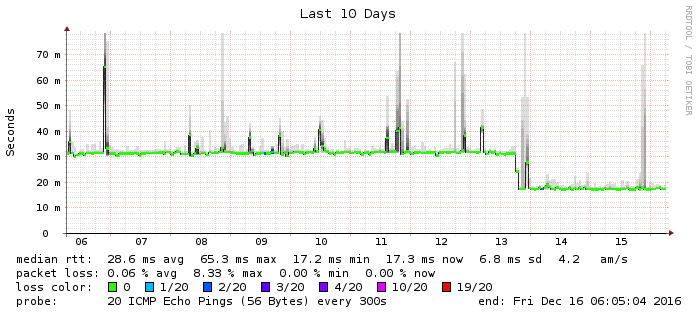 Last 10 Days
RRDTOOL / TOBI OETIKER
Seconds
70 m
60 m
50 m
40 m
30 m
20 m
10 m
0
06 07 08 09 10 11 12 13 14 15
median rtt: 28.6 ms avg 65.3 ms max 17.2 ms min 17.3 ms now 6.8 ms sd 4.2 am/s
packet loss: 0.06 % avg 8.33 % max 0.00 % min 0.00 % now
loss color: 0 1/20 2/20 3/20 4/20 10/20 19/20
probe: 20 ICMP Echo Pings (56 Bytes) every 300s end: Fri Dec 16 06:05:04 2016